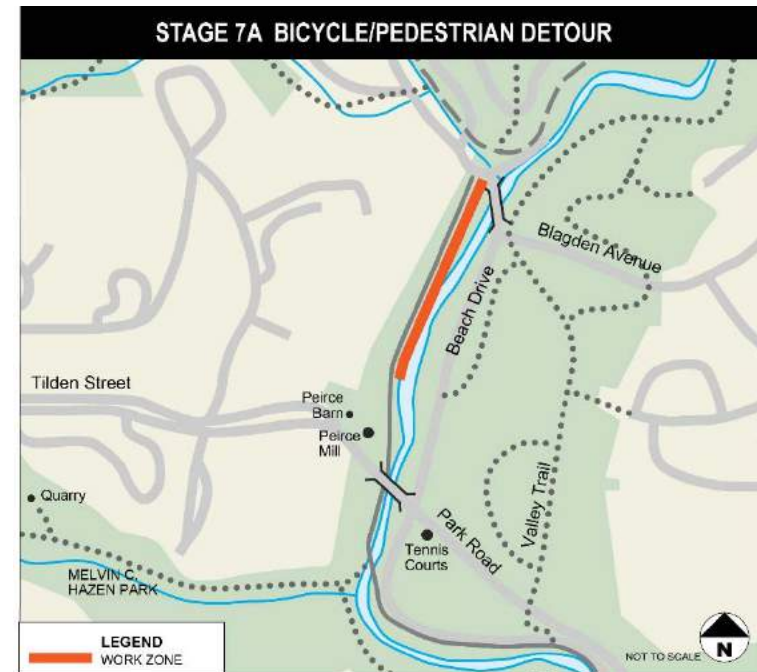 STAGE 7A BICYCLE/PEDESTRIAN DETOUR
Blagden Avenue
Beach Drive
Tilden Street
Peirce
Barn
Peirce
Mill
Quarry
Park Road
Valley Trail
Tennis
Courts
MELVIN C.
HAZEN PARK
LEGEND
WORK ZONE
NOT TO SCALE
N